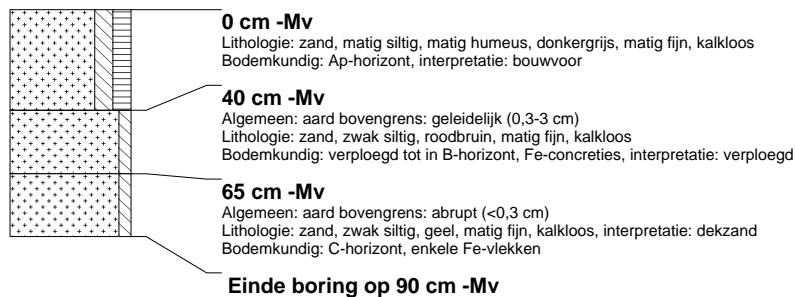 0 cm -Mv
Lithologie: zand, matig siltig, matig humeus, donkergrijs, matig fijn, kalkloos
Bodemkundig: Ap-horizont, interpretatie: bouwvoor
40 cm -Mv
Algemeen: aard bovengrens: geleidelijk (0,3-3 cm)
Lithologie: zand, zwak siltig, roodbruin, matig fijn, kalkloos
Bodemkundig: verploegd tot in B-horizont, Fe-concreties, interpretatie: verploegd
65 cm -Mv
Algemeen: aard bovengrens: abrupt (<0,3 cm)
Lithologie: zand, zwak siltig, geel, matig fijn, kalkloos, interpretatie: dekzand
Bodemkundig: C-horizont, enkele Fe-vlekken
Einde boring op 90 cm -Mv